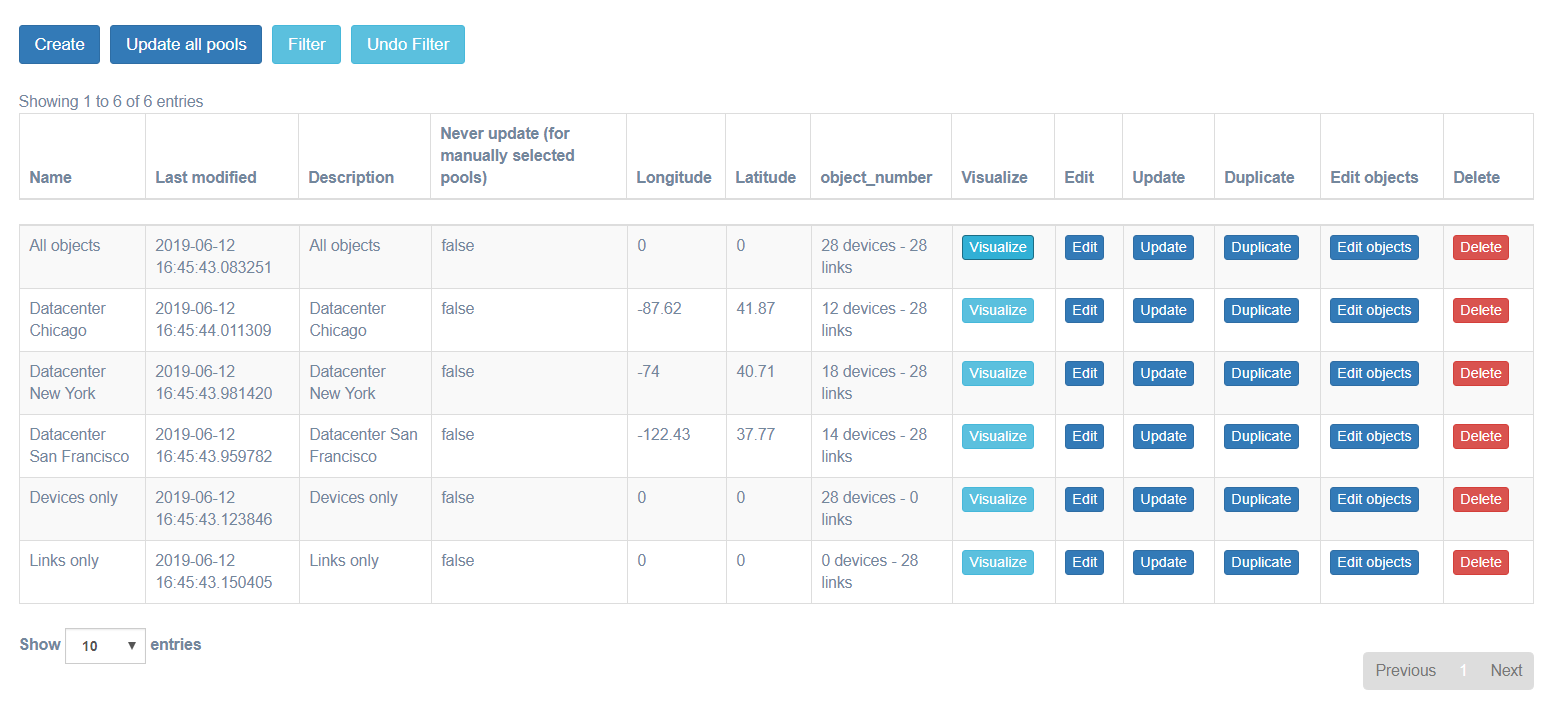 Create Update all pools Filter Undo Filter
Showing 1 to 6 of 6 entries
Never update (for
manually selected
Name Last modified Description pools) Longitude Latitude object_number Visualize Edit Update Duplicate Edit objects Delete
All objects 2019-06-12 All objects false 0 0 28 devices - 28 Visualize Edit Update Duplicate Edit objects Delete
16:45:43.083251 links
Datacenter 2019-06-12 Datacenter false -87.62 41.87 12 devices - 28 Visualize Edit Update Duplicate Edit objects Delete
Chicago 16:45:44.011309 Chicago links
Datacenter 2019-06-12 Datacenter false -74 40.71 18 devices - 28 Visualize Edit Update Duplicate Edit objects Delete
New York 16:45:43.981420 New York links
Datacenter 2019-06-12 Datacenter San false -122.43 37.77 14 devices - 28 Visualize Edit Update Duplicate Edit objects Delete
San Francisco 16:45:43.959782 Francisco links
Devices only 2019-06-12 Devices only false 0 0 28 devices - 0 Visualize Edit Update Duplicate Edit objects Delete
16:45:43.123846 links
Links only 2019-06-12 Links only false 0 0 0 devices - 28 Visualize Edit Update Duplicate Edit objects Delete
16:45:43.150405 links
Show 10 entries
Previous 1 Next